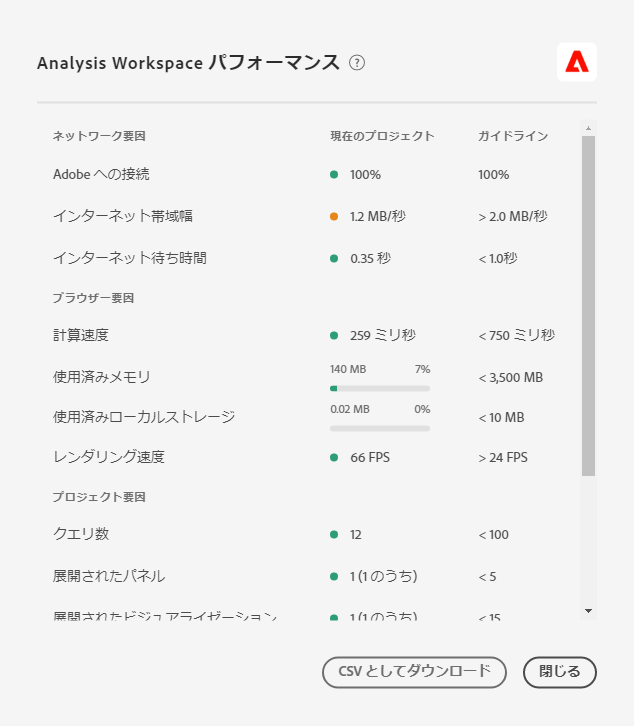 Analysis Workspace パフォーマンス ?
ネットワーク要因 現在のプロジェクト ガイドライン
Adobe への接続 100% 100%
インターネット帯域幅 1.2 MB/秒 > 2.0 MB/秒
インターネット待ち時間 0.35 秒 < 1.0秒
ブラウザー要因
計算速度 259 ミリ秒 < 750 ミリ秒
使用済みメモリ 140 MB 7% < 3,500 MB
使用済みローカルストレージ 0.02 MB 0% < 10 MB
レンダリング速度 66 FPS > 24 FPS
プロジェクト要因
クエリ数 12 < 100
展開されたパネル 1 (1 のうち) < 5
展開されたビジュアライゼーション 1 (1 のうち) < 15
CSV としてダウンロード 閉じる